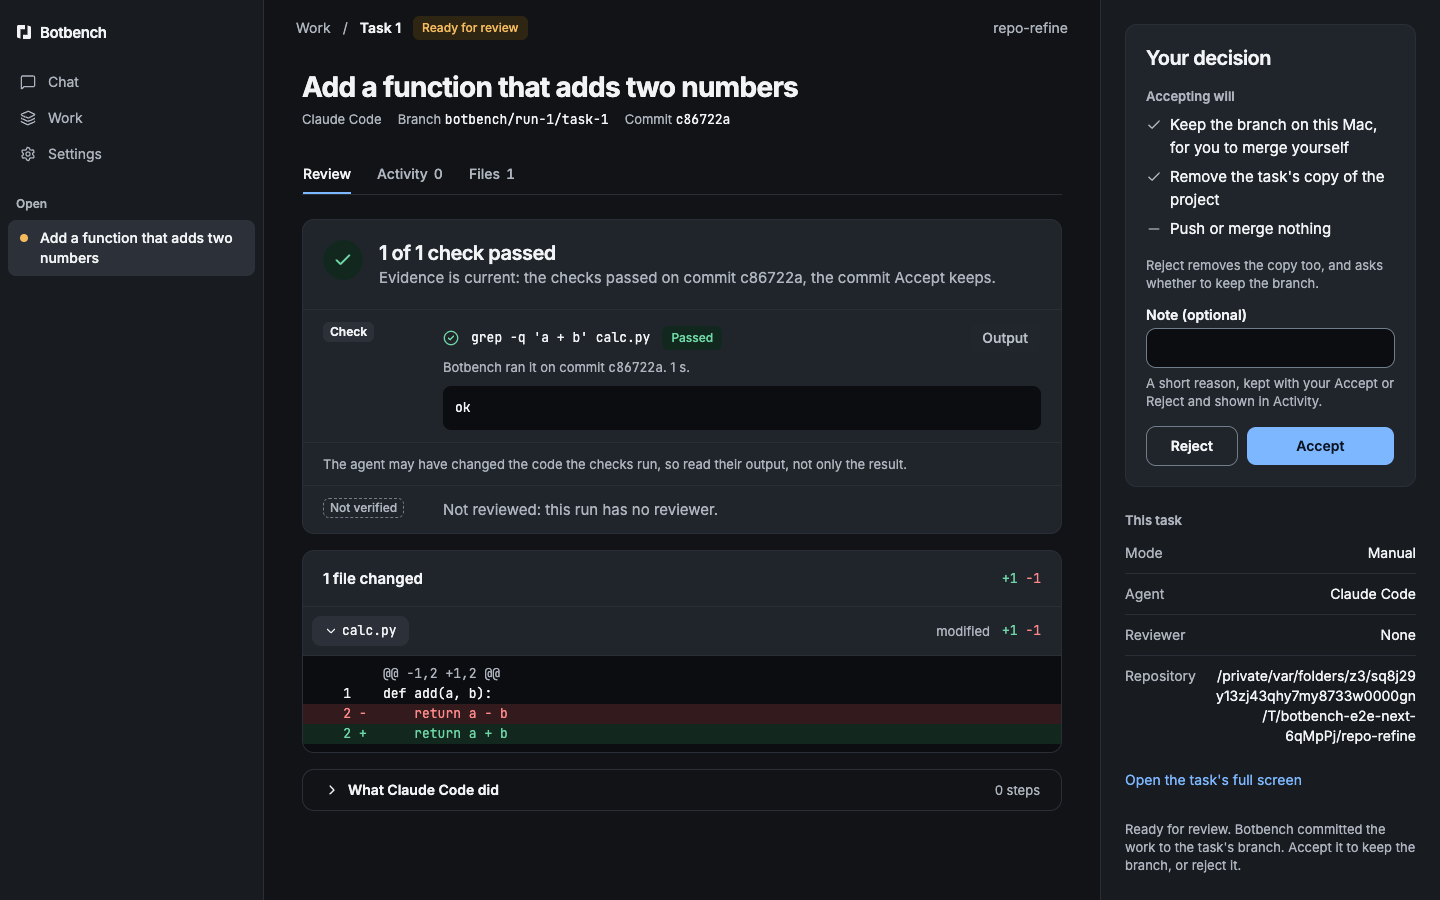 Botbench
Chat
Work
Settings
Open
Add a function that adds two
numbers
Work / Task 1 Ready for review repo-refine
Add a function that adds two numbers
Claude Code Branch botbench/run-1/task-1 Commit c86722a
Review Activity 0 Files 1
1 of 1 check passed
Evidence is current: the checks passed on commit c86722a, the commit Accept keeps.
Check grep -q 'a + b' calc.py Passed Output
Botbench ran it on commit c86722a. 1 s.
ok
The agent may have changed the code the checks run, so read their output, not only the result.
Not verified Not reviewed: this run has no reviewer.
1 file changed +1 -1
calc.py modified +1 -1
@@ -1,2 +1,2 @@
1 def add(a, b):
2 - return a - b
2 + return a + b
What Claude Code did 0 steps
Your decision
Accepting will
Keep the branch on this Mac,
for you to merge yourself
Remove the task's copy of the
project
Push or merge nothing
Reject removes the copy too, and asks
whether to keep the branch.
Note (optional)
A short reason, kept with your Accept or
Reject and shown in Activity.
Reject Accept
This task
Mode Manual
Agent Claude Code
Reviewer None
Repository /private/var/folders/z3/sq8j29
y13zj43qhy7my8733w0000gn
/T/botbench-e2e-next-
6qMpPj/repo-refine
Open the task's full screen
Ready for review. Botbench committed the
work to the task's branch. Accept it to keep the
branch, or reject it.